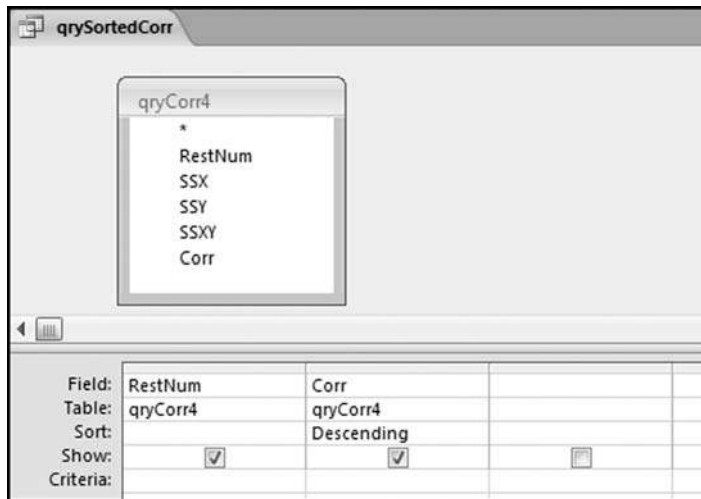 qrySortedCorr
qryCorr4
*
RestNum
SSX
SSY
SSXY
Corr
Field: RestNum Corr
Table: qryCorr4 qryCorr4
Sort: Descending
Show:
Criteria: